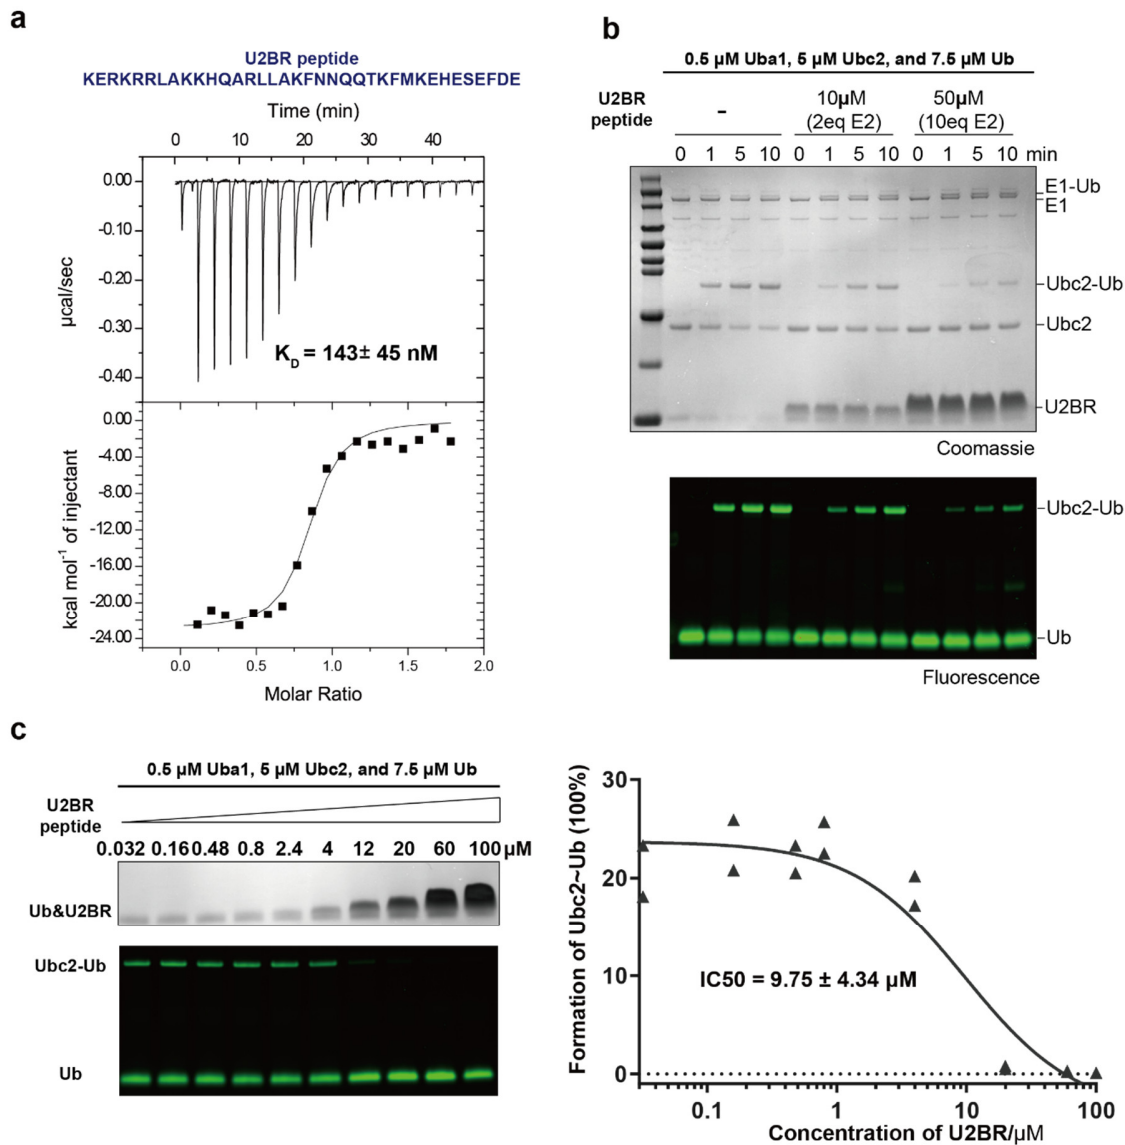 a
U2BR peptide
KERKRRLAKKHQARLLAKFNNQQTKFMKEHESEFDE
Time (min)
0 10 20 30 40
0.00
-0.10
-0.20
-0.30
-0.40
µcal/sec
K_D = 143± 45 nM
0.00
-4.00
-8.00
-12.00
-16.00
-20.00
-24.00
kcal mol⁻¹ of injectant
0.0 0.5 1.0 1.5 2.0
Molar Ratio
b
0.5 µM Uba1, 5 µM Ubc2, and 7.5 µM Ub
U2BR
peptide
-
10µM
(2eq E2)
50µM
(10eq E2)
0 1 5 10 0 1 5 10 0 1 5 10 min
E1-Ub
E1
Ubc2-Ub
Ubc2
U2BR
Coomassie
Ubc2-Ub
Ub
Fluorescence
c
0.5 µM Uba1, 5 µM Ubc2, and 7.5 µM Ub
U2BR
peptide
0.032 0.16 0.48 0.8 2.4 4 12 20 60 100 µM
Ub&U2BR
Ubc2-Ub
Ub
Formation of Ubc2~Ub (100%)
30
20
10
0
IC50 = 9.75 ± 4.34 µM
0.1 1 10 100
Concentration of U2BR/µM